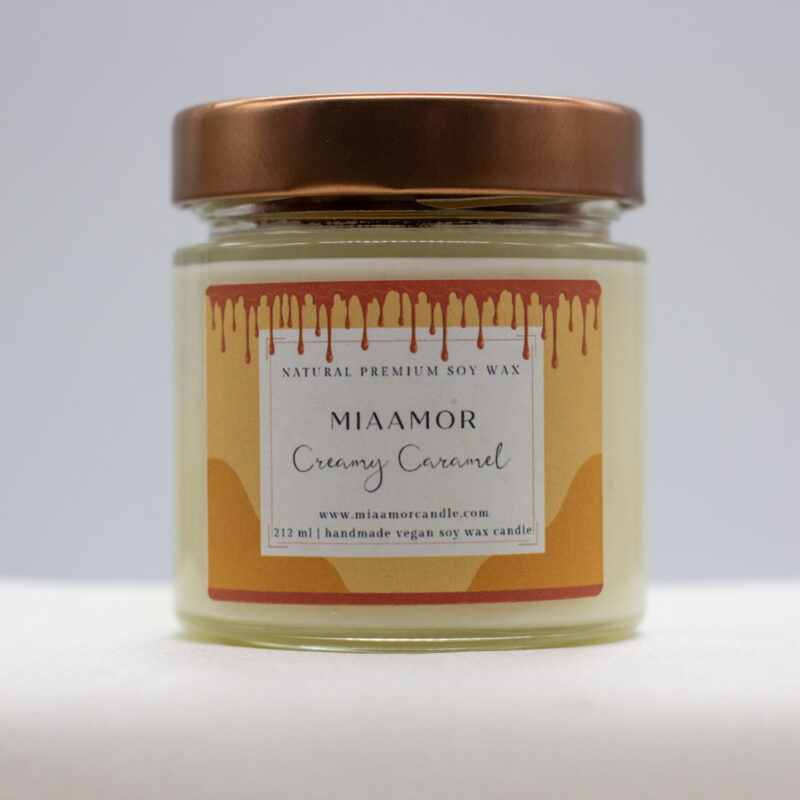 NATURAL PREMIUM SOY WAX
MIAAMOR
Creamy Caramel
www.miaamorcandle.com
212 ml | handmade vegan soy wax candle